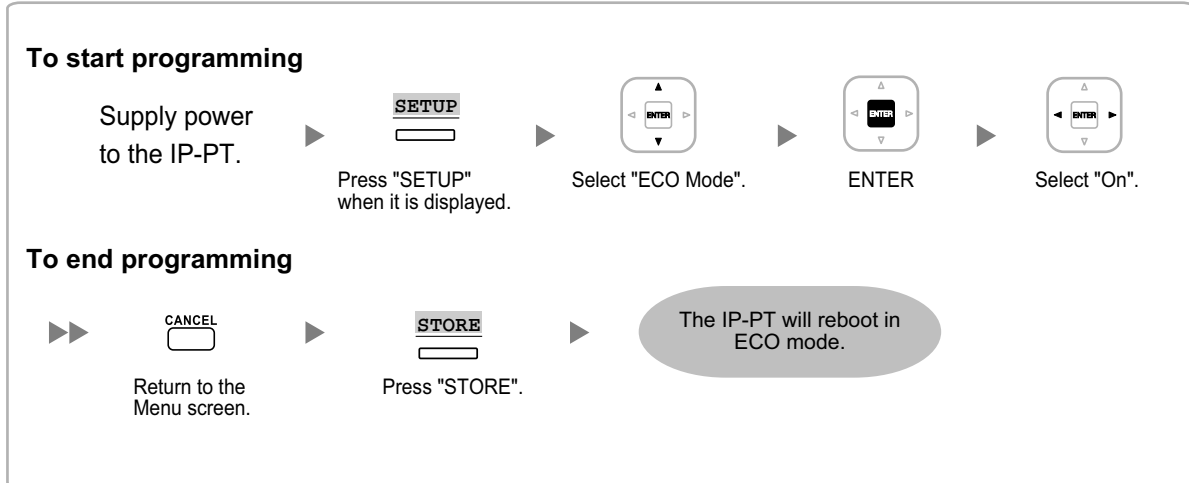 To start programming
Supply power
to the IP-PT.
SETUP
Press "SETUP"
when it is displayed.
ENTER
Select "ECO Mode".
ENTER
ENTER
ENTER
Select "On".
To end programming
CANCEL
Return to the
Menu screen.
STORE
Press "STORE".
The IP-PT will reboot in
ECO mode.